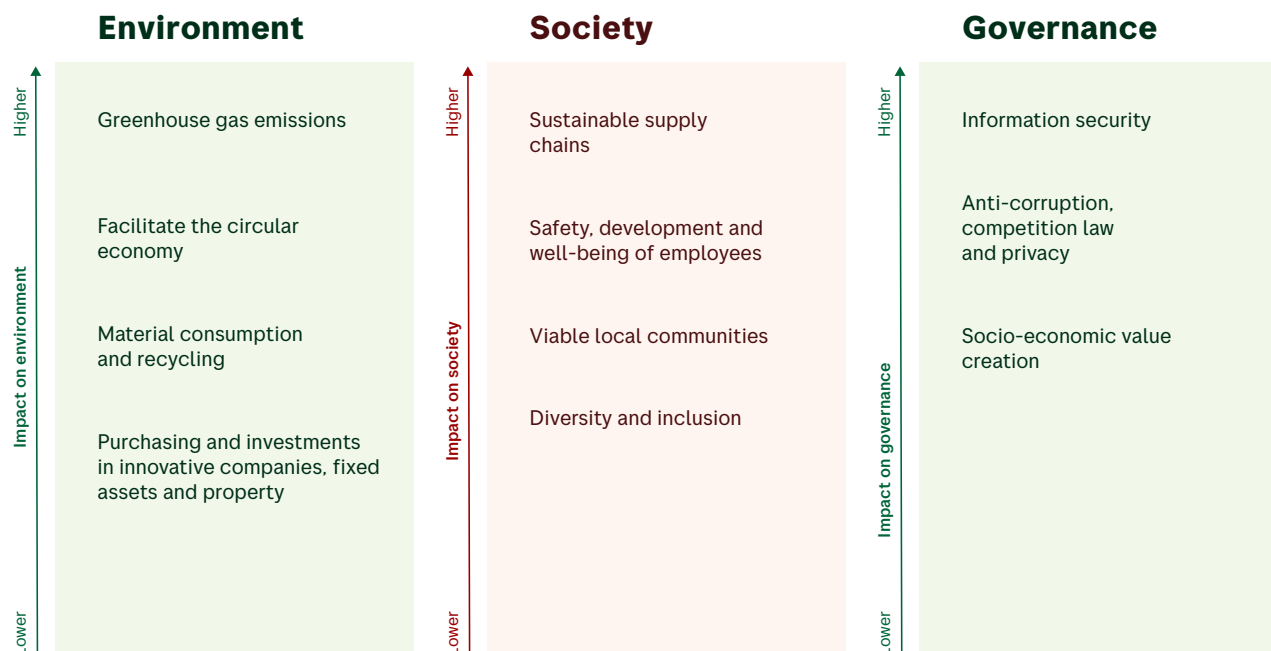 Environment
Higher
Impact on environment
Greenhouse gas emissions
Facilitate the circular
economy
Material consumption
and recycling
Purchasing and investments
in innovative companies, fixed
assets and property
Society
Higher
Impact on society
Sustainable supply
chains
Safety, development and
well-being of employees
Viable local communities
Diversity and inclusion
Governance
Higher
Impact on governance
Information security
Anti-corruption,
competition law
and privacy
Socio-economic value
creation